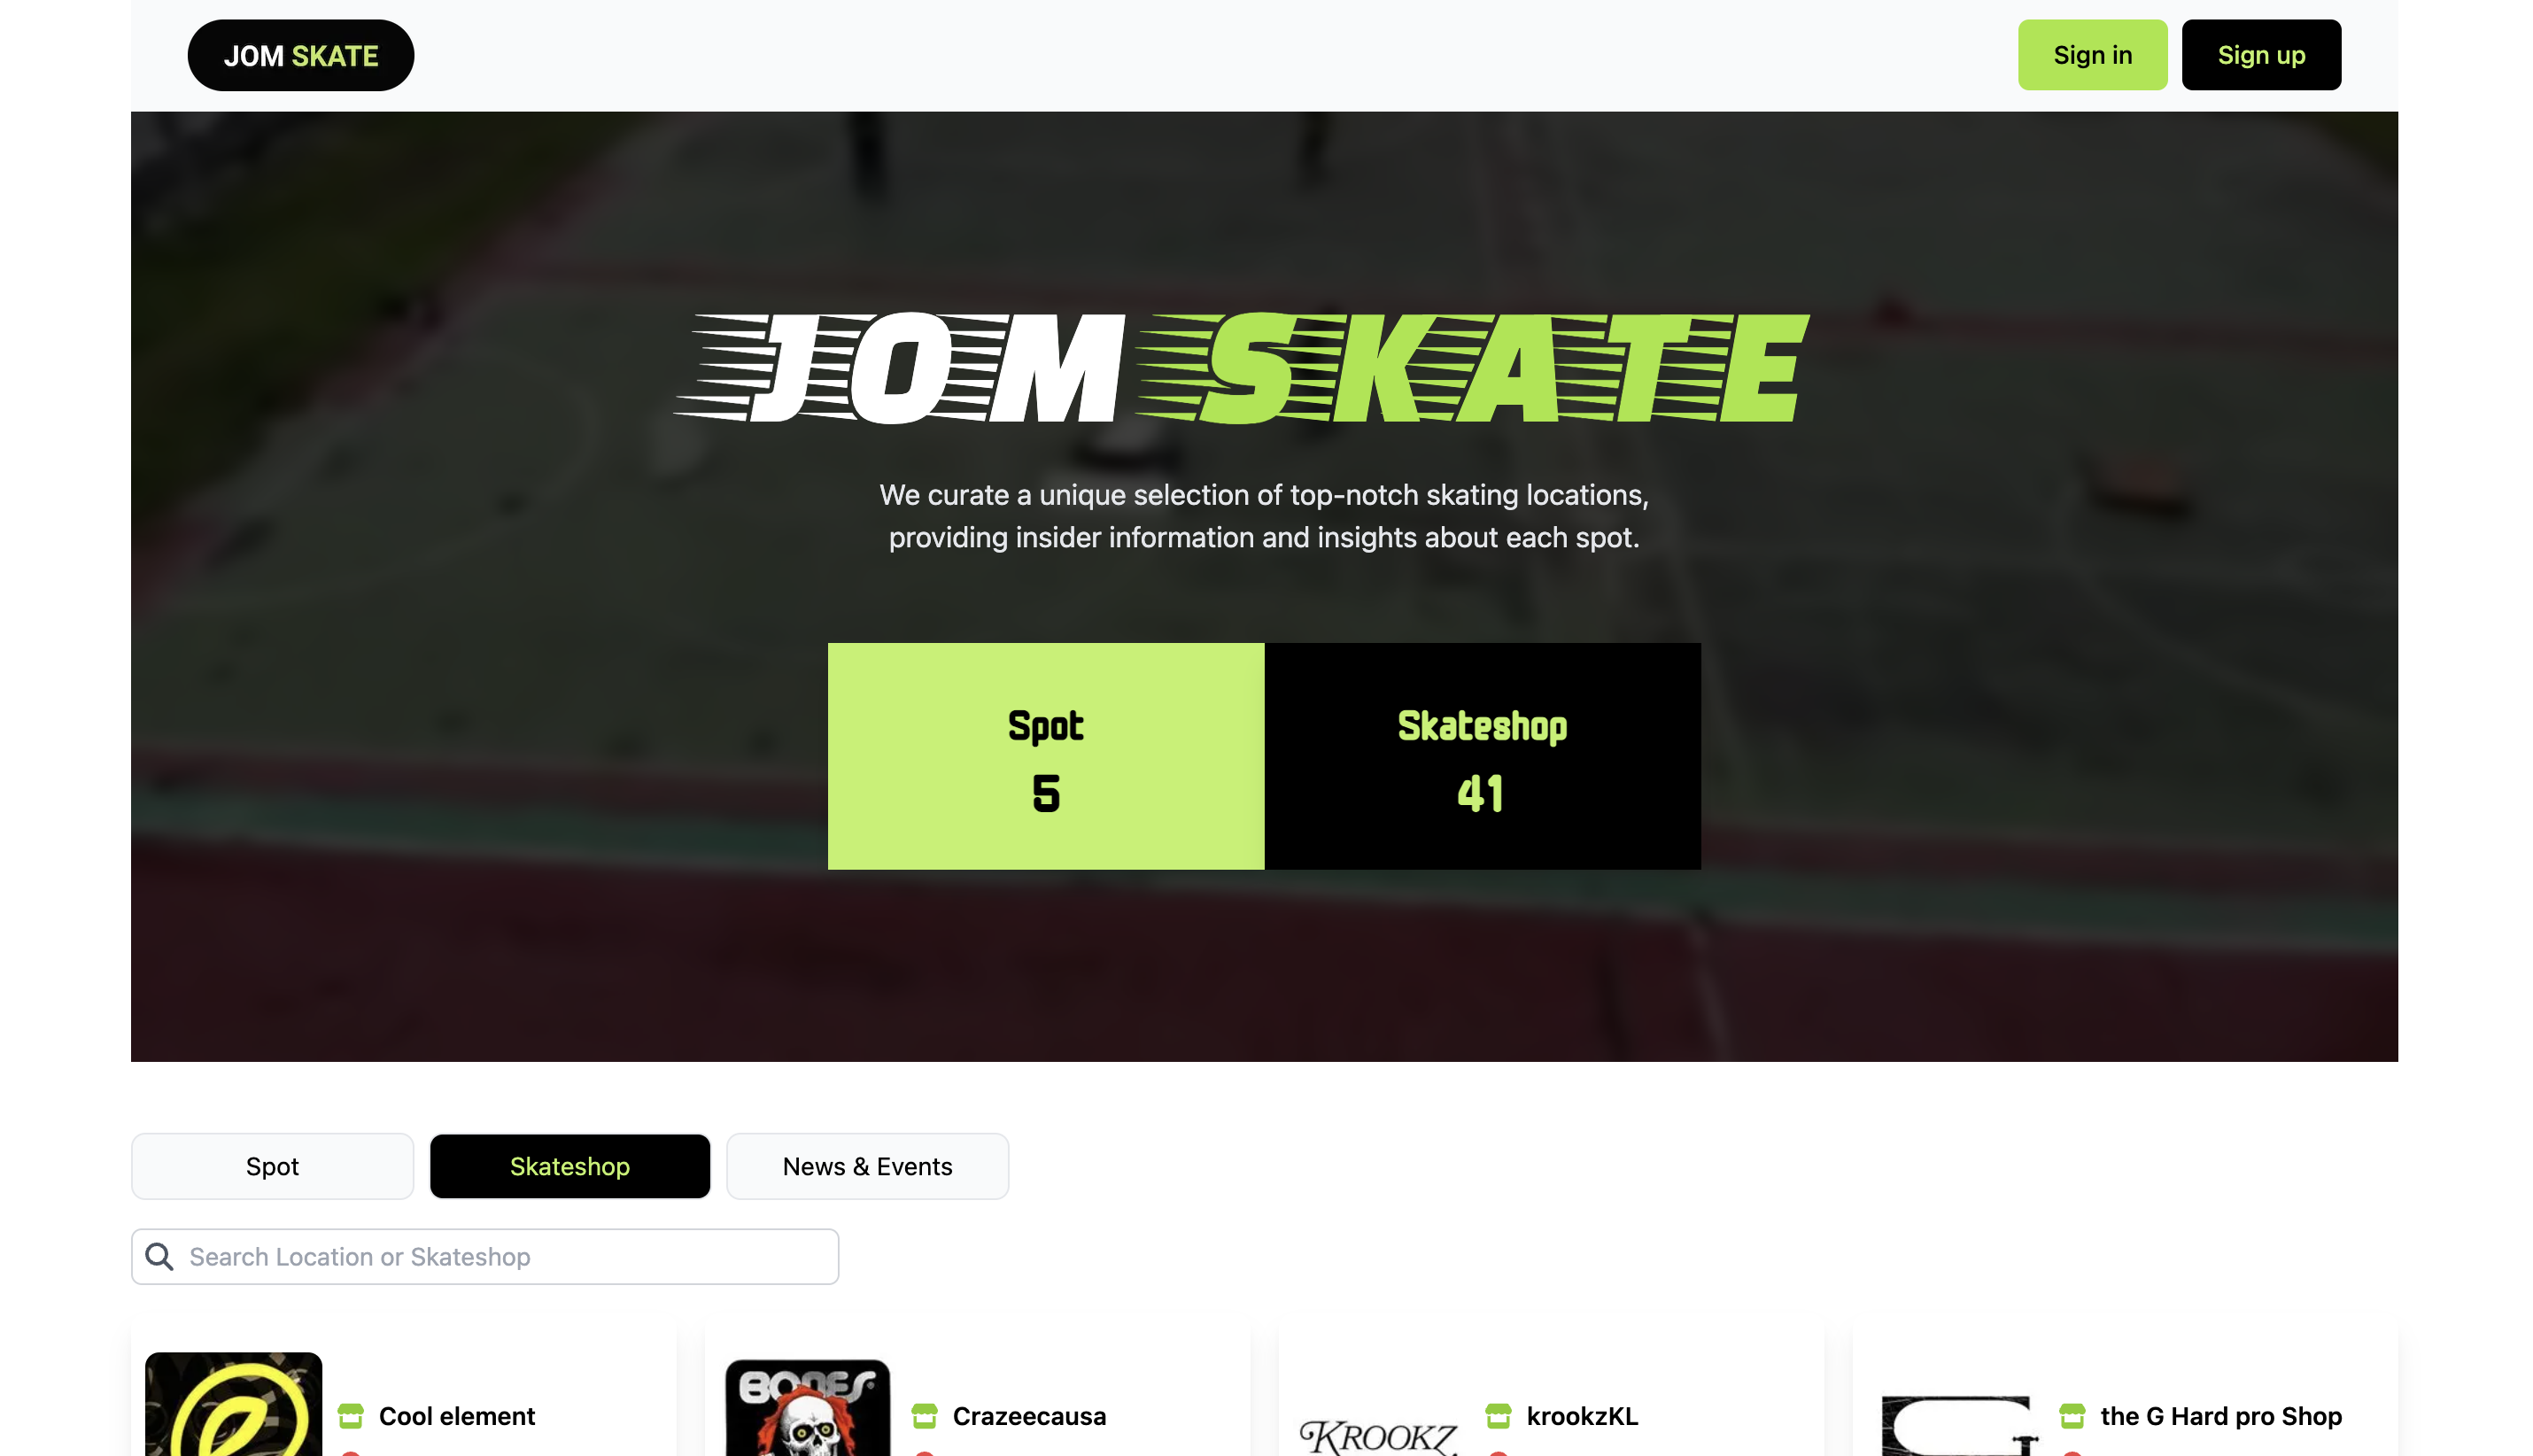 JOM SKATE
Sign in
Sign up
JOM SKATE
We curate a unique selection of top-notch skating locations,
providing insider information and insights about each spot.
Spot
5
Skateshop
41
Spot
Skateshop
News & Events
Search Location or Skateshop
Cool element
BONES
Crazeecausa
KROOKZ
krookzKL
the G Hard pro Shop